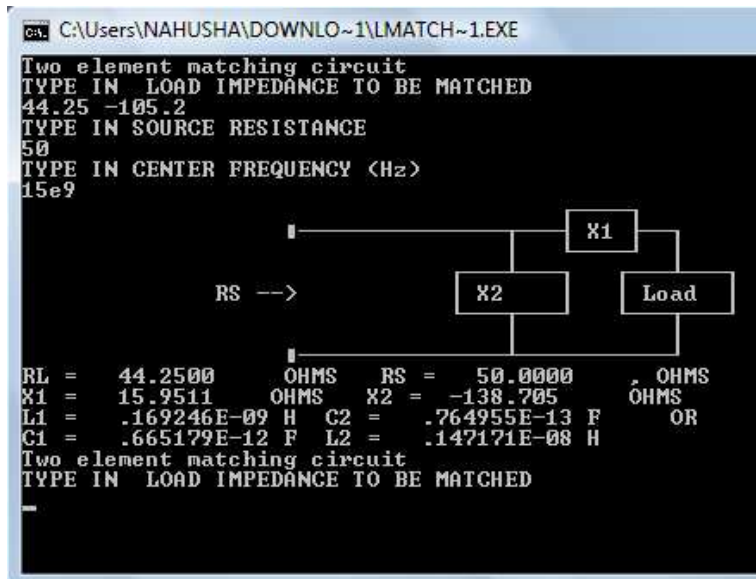 C:\Users\NAHUSHA\DOWNLO~1\LMATCH~1.EXE
Two element matching circuit
TYPE IN  LOAD IMPEDANCE TO BE MATCHED
44.25 -105.2
TYPE IN SOURCE RESISTANCE
50
TYPE IN CENTER FREQUENCY (Hz)
15e9
X1
RS --> X2 Load
RL = 44.2500 OHMS RS = 50.0000 , OHMS
X1 = 15.9511 OHMS X2 = -138.705 OHMS
L1 = .169246E-09 H C2 = .764955E-13 F OR
C1 = .665179E-12 F L2 = .147171E-08 H
Two element matching circuit
TYPE IN  LOAD IMPEDANCE TO BE MATCHED